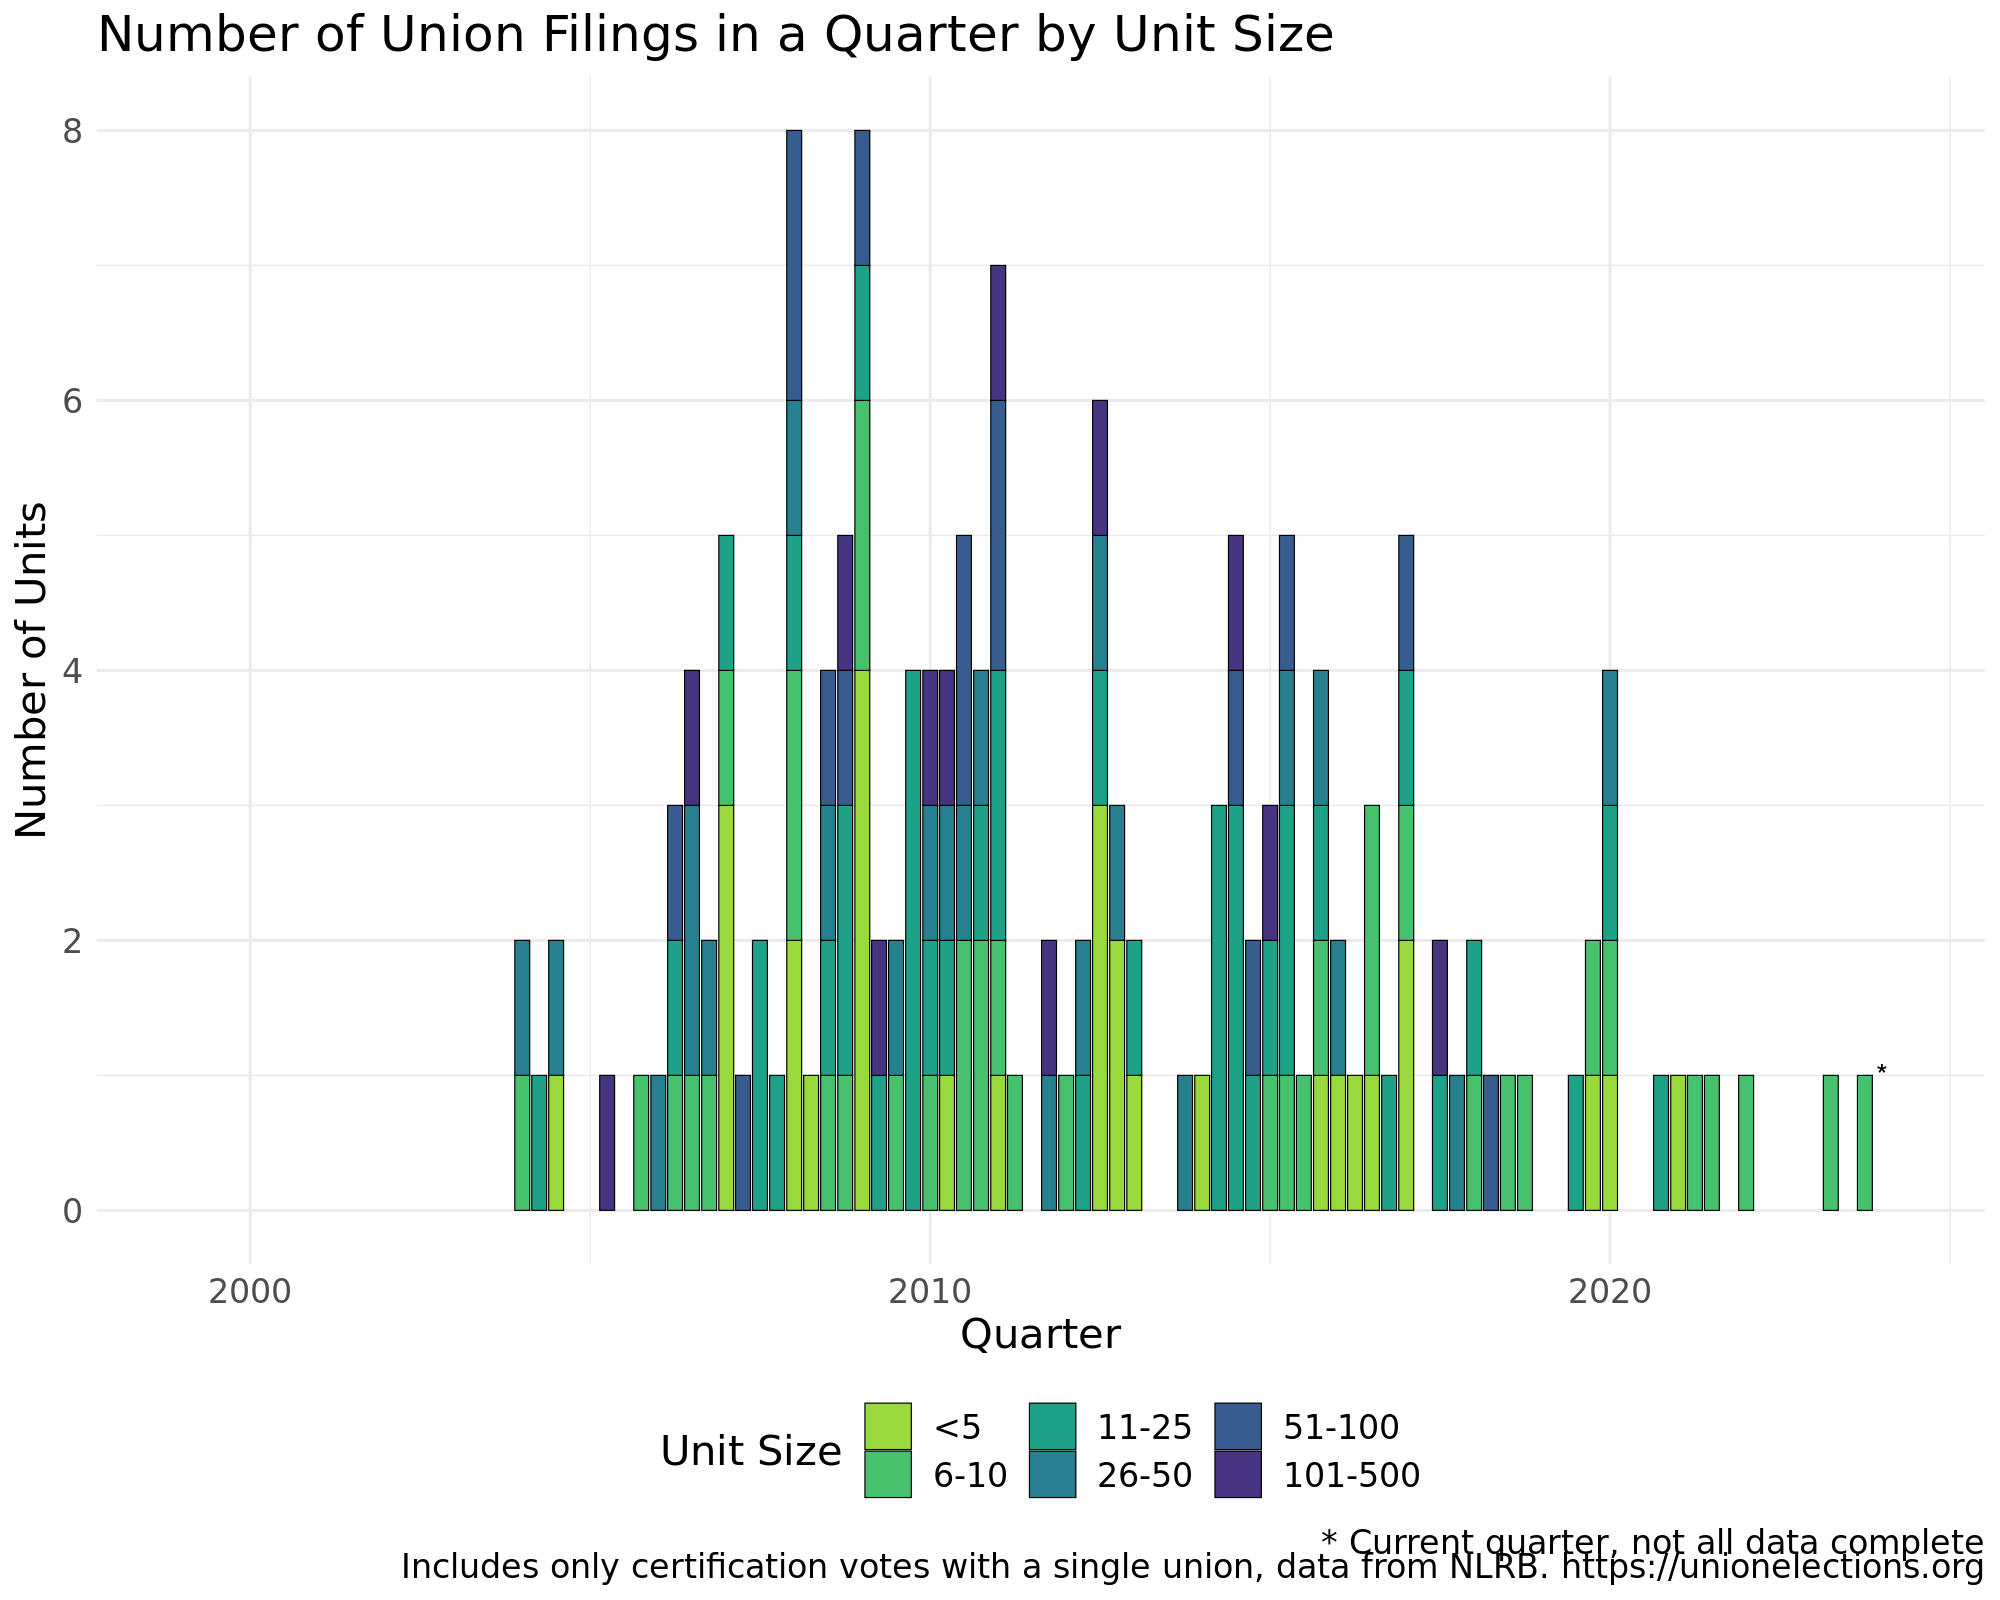 Number of Union Filings in a Quarter by Unit Size
Number of Units
8
6
4
2
0
*
2000 2010 2020
Quarter
Unit Size
<5 11-25 51-100
6-10 26-50 101-500
* Current quarter, not all data complete
Includes only certification votes with a single union, data from NLRB. https://unionelections.org